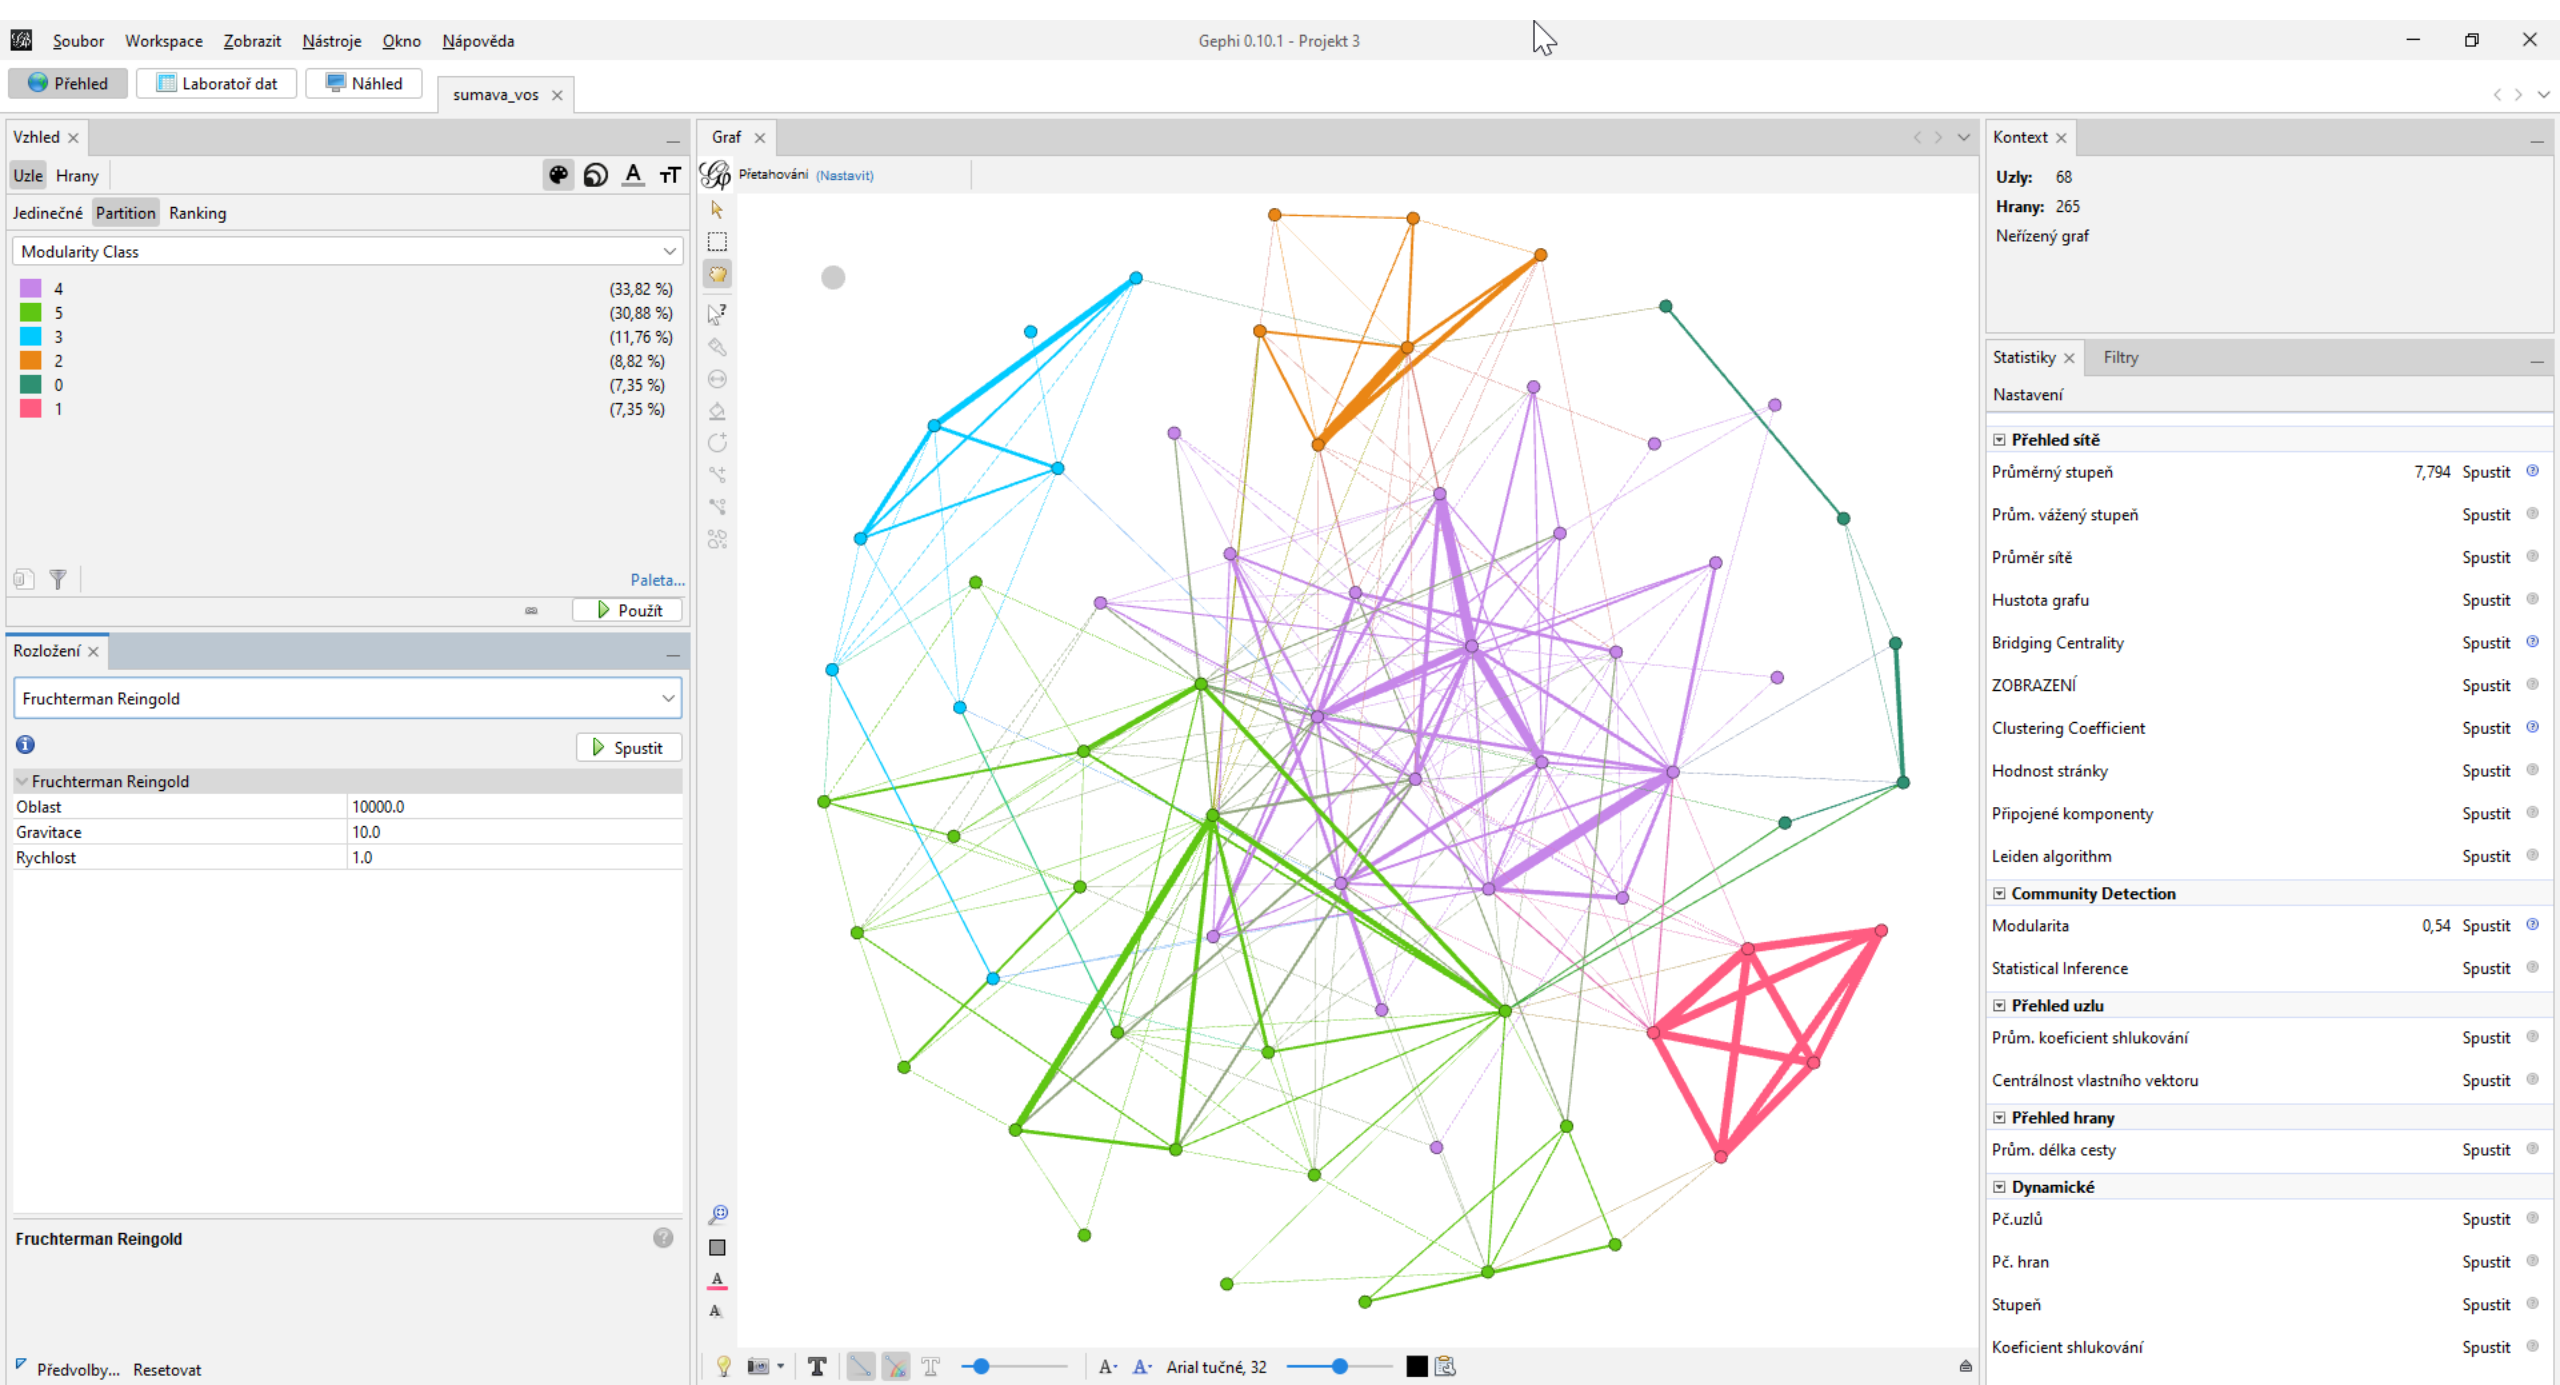 Soubor Workspace Zobrazit Nástroje Okno Nápověda
Gephi 0.10.1 - Projekt 3
Přehled Laboratoř dat Náhled
sumava_vos
Vzhled
Uzle Hrany
Jedinečné Partition Ranking
Modularity Class
4 (33,82 %)
5 (30,88 %)
3 (11,76 %)
2 (8,82 %)
0 (7,35 %)
1 (7,35 %)
Paleta...
Použít
Rozložení
Fruchterman Reingold
Spustit
Fruchterman Reingold
Oblast 10000.0
Gravitace 10.0
Rychlost 1.0
Fruchterman Reingold
Předvolby... Resetovat
Graf
Přetahování (Nastavit)
Arial tučné, 32
Kontext
Uzly: 68
Hrany: 265
Neřízený graf
Statistiky Filtry
Nastavení
Přehled sítě
Průměrný stupeň 7,794 Spustit
Prům. vážený stupeň Spustit
Průměr sítě Spustit
Hustota grafu Spustit
Bridging Centrality Spustit
ZOBRAZENÍ Spustit
Clustering Coefficient Spustit
Hodnost stránky Spustit
Připojené komponenty Spustit
Leiden algorithm Spustit
Community Detection
Modularita 0,54 Spustit
Statistical Inference Spustit
Přehled uzlu
Prům. koeficient shlukování Spustit
Centrálnost vlastního vektoru Spustit
Přehled hrany
Prům. délka cesty Spustit
Dynamické
Pč.uzlů Spustit
Pč. hran Spustit
Stupeň Spustit
Koeficient shlukování Spustit